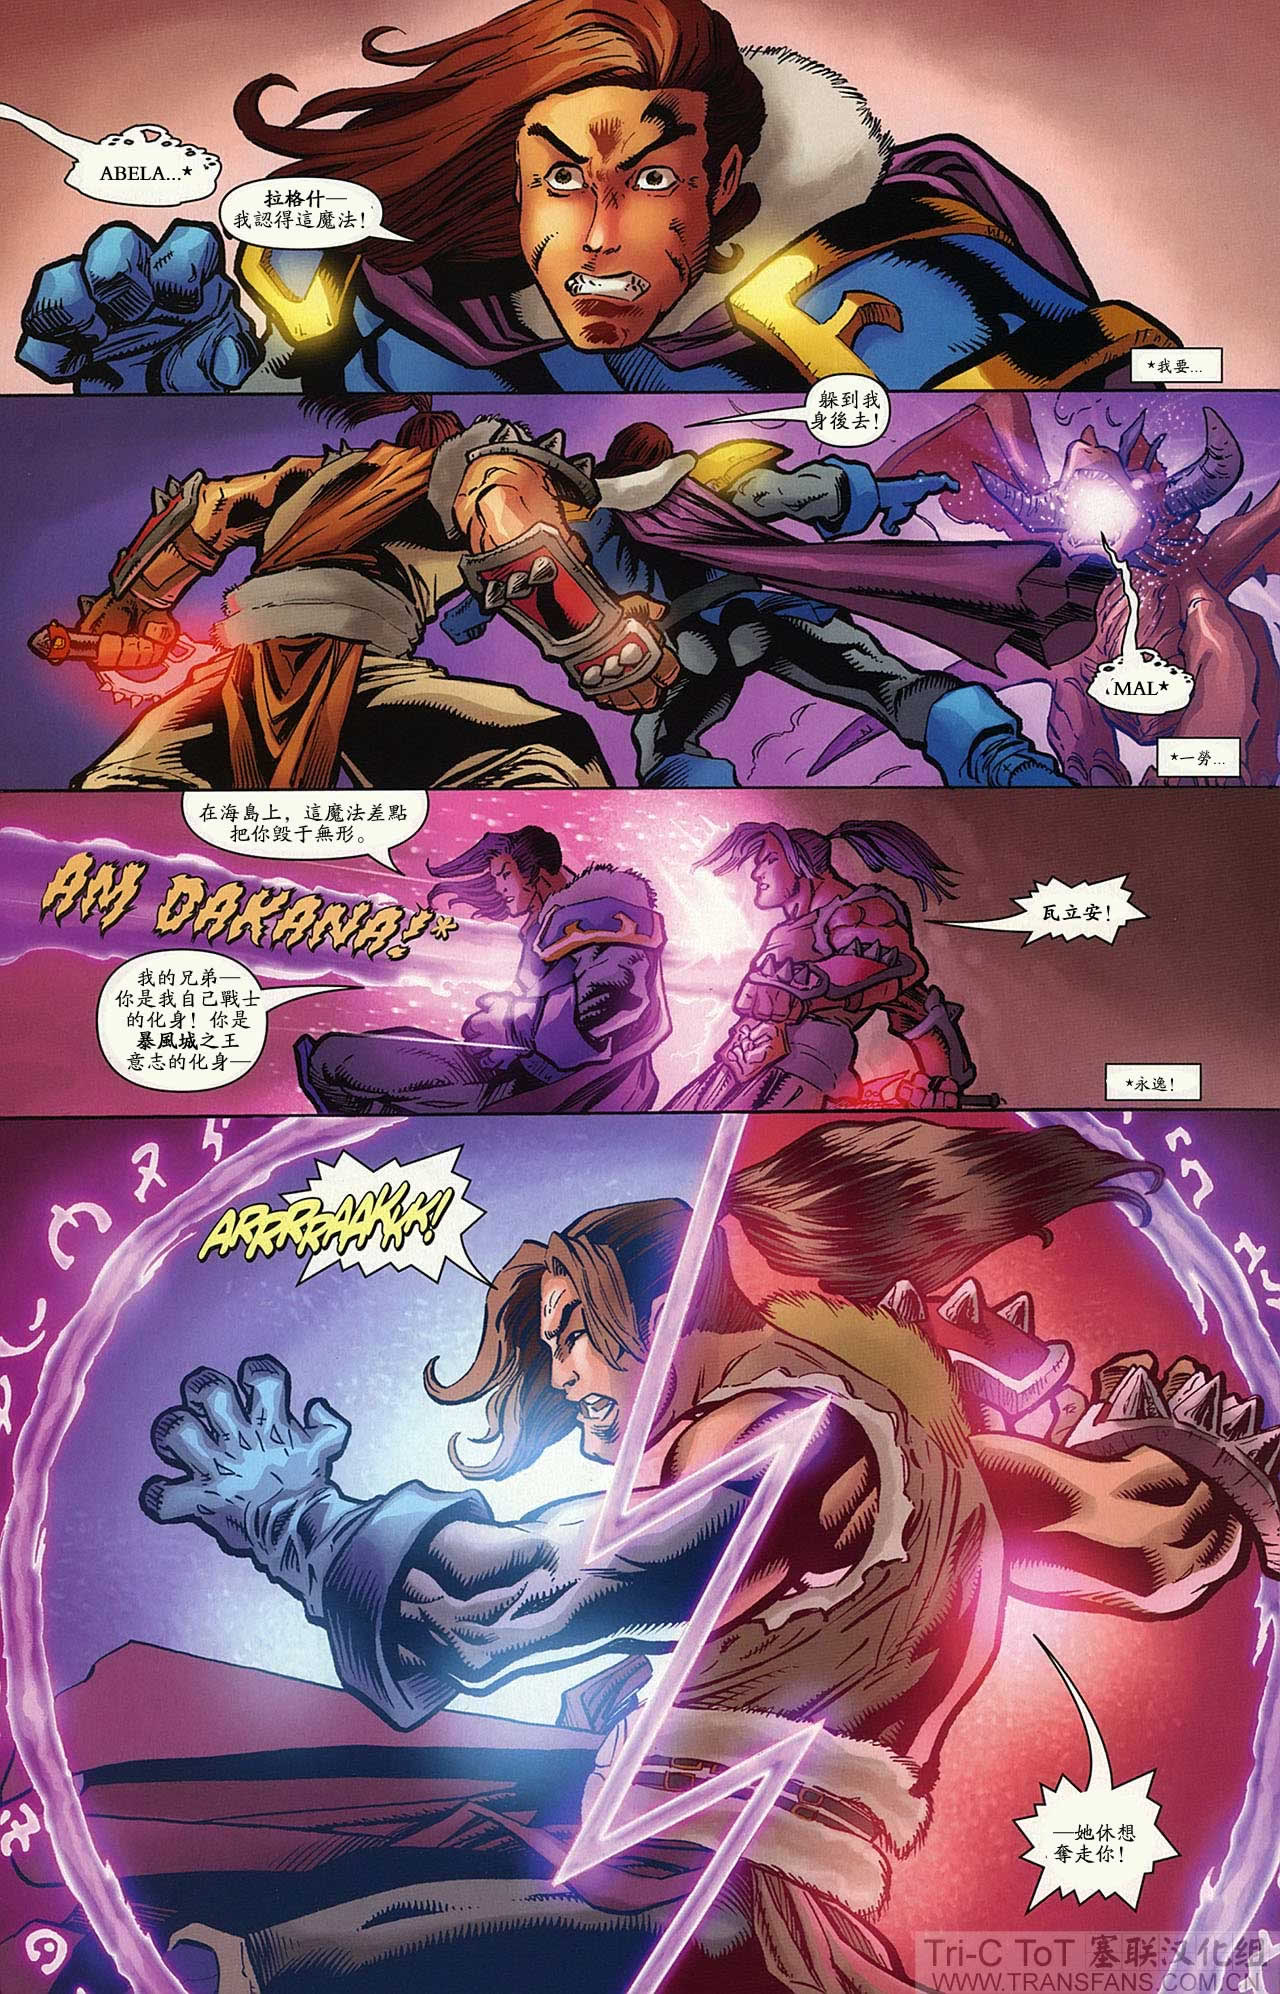 ABELA...*
拉格什—
我認得這魔法！
*我要...
躲到我
身後去！
MAL*
*一勞...
在海島上，這魔法差點
把你毀于無形。
AM DAKANA!*
瓦立安！
我的兄弟—
你是我自己戰士
的化身！你是
暴風城之王
意志的化身—
*永逸！
ARRRRAAKKK!
—她休想
奪走你！
Tri-C ToT 塞联汉化组
WWW.TRANSFANS.COM.CN